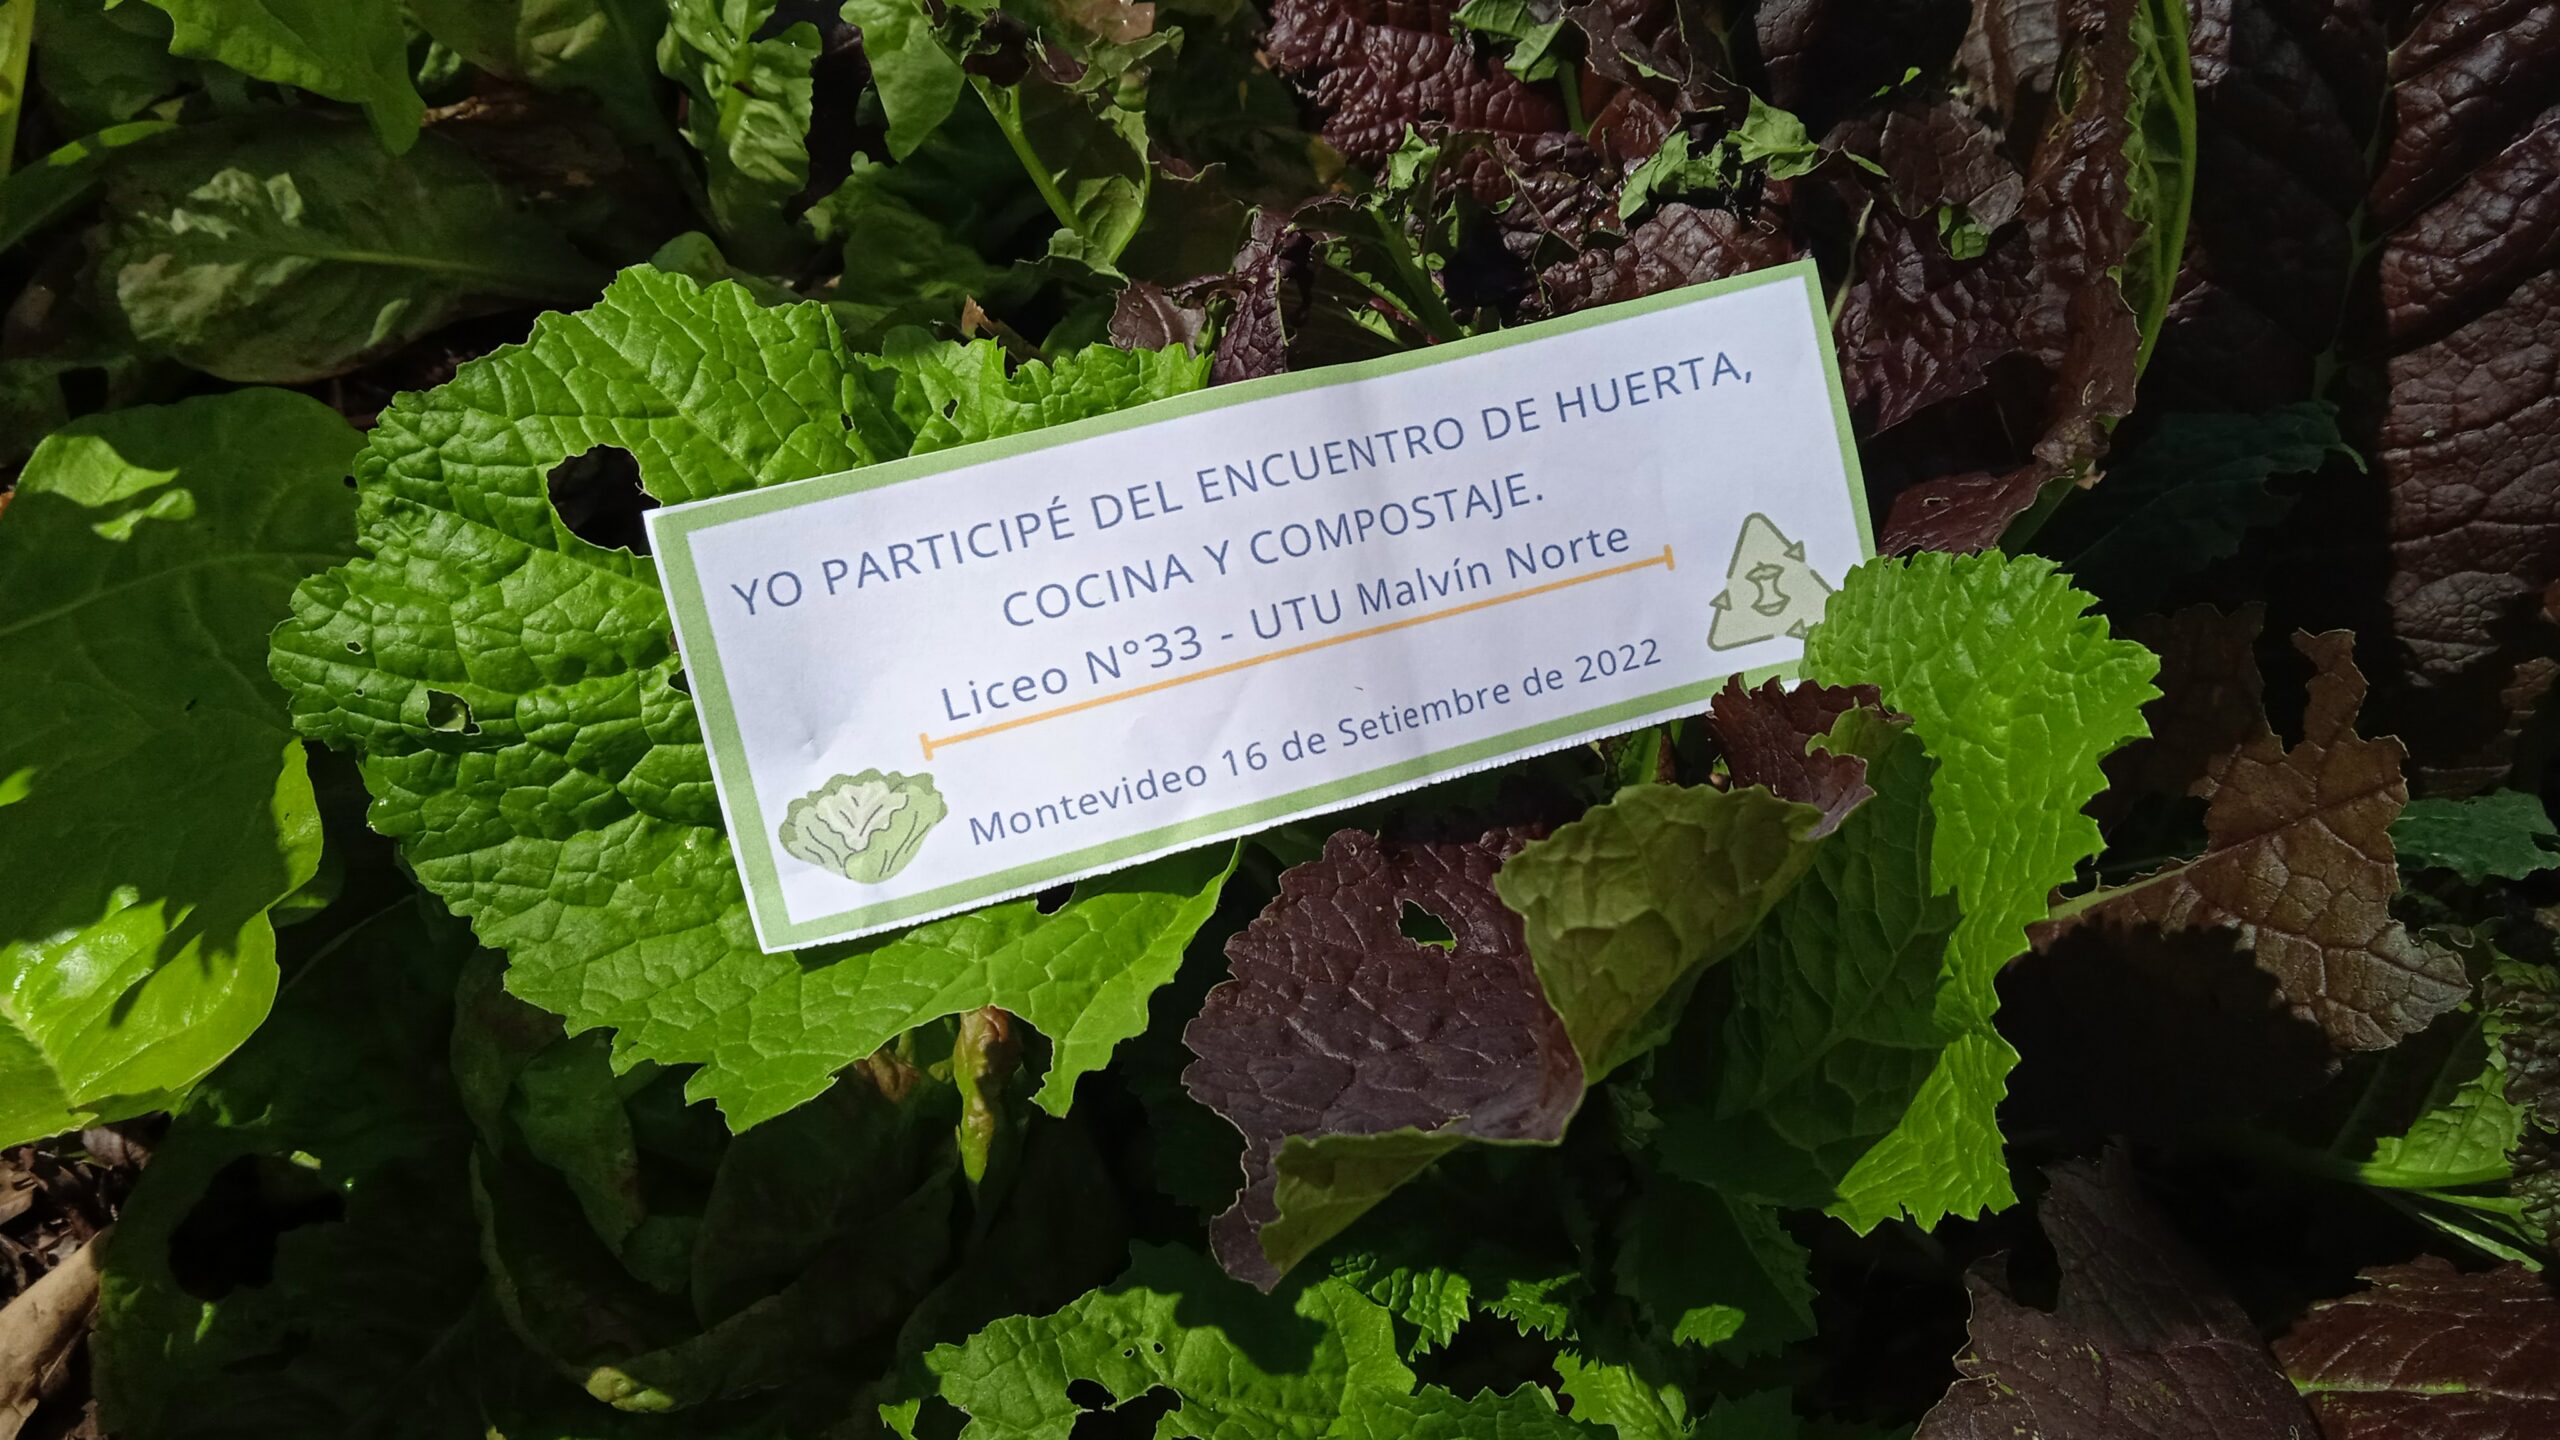 YO PARTICIPÉ DEL ENCUENTRO DE HUERTA,
COCINA Y COMPOSTAJE.
Liceo N°33 - UTU Malvín Norte
Montevideo 16 de Setiembre de 2022